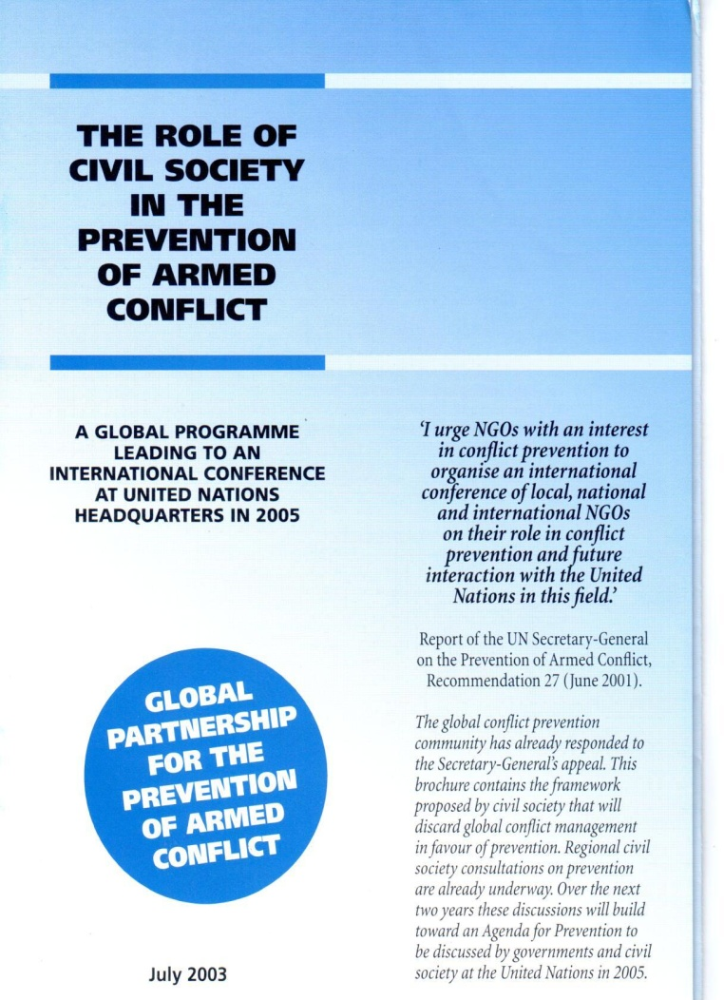 THE ROLE OF
CIVIL SOCIETY
IN THE
PREVENTION
OF ARMED
CONFLICT
A GLOBAL PROGRAMME
LEADING TO AN
INTERNATIONAL CONFERENCE
AT UNITED NATIONS
HEADQUARTERS IN 2005
GLOBAL
PARTNERSHIP
FOR THE
PREVENTION
OF ARMED
CONFLICT
July 2003
‘I urge NGOs with an interest
in conflict prevention to
organise an international
conference of local, national
and international NGOs
on their role in conflict
prevention and future
interaction with the United
Nations in this field.’
Report of the UN Secretary-General
on the Prevention of Armed Conflict,
Recommendation 27 (June 2001).
The global conflict prevention
community has already responded to
the Secretary-General’s appeal. This
brochure contains the framework
proposed by civil society that will
discard global conflict management
in favour of prevention. Regional civil
society consultations on prevention
are already underway. Over the next
two years these discussions will build
toward an Agenda for Prevention to
be discussed by governments and civil
society at the United Nations in 2005.